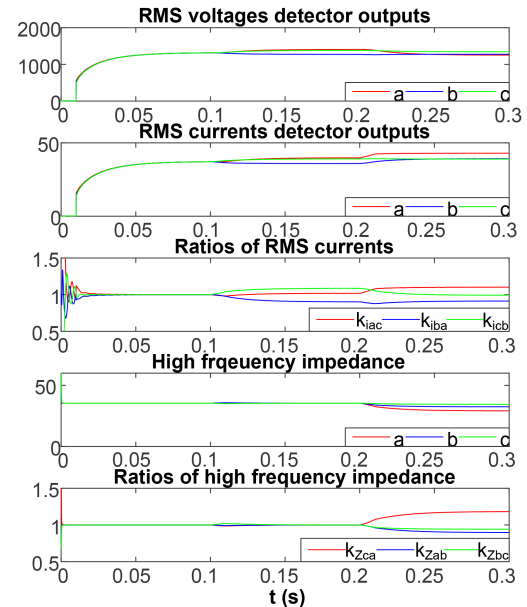 RMS voltages detector outputs
2000
1000
0
0 0.05 0.1 0.15 0.2 0.25 0.3
a b c
RMS currents detector outputs
50
0
0 0.05 0.1 0.15 0.2 0.25 0.3
a b c
Ratios of RMS currents
1.5
1
0.5
0 0.05 0.1 0.15 0.2 0.25 0.3
kiac kiba kicb
High frqeuency impedance
50
0
0 0.05 0.1 0.15 0.2 0.25 0.3
a b c
Ratios of high frequency impedance
1.5
1
0.5
0 0.05 0.1 0.15 0.2 0.25 0.3
kZca kZab kZbc
t (s)